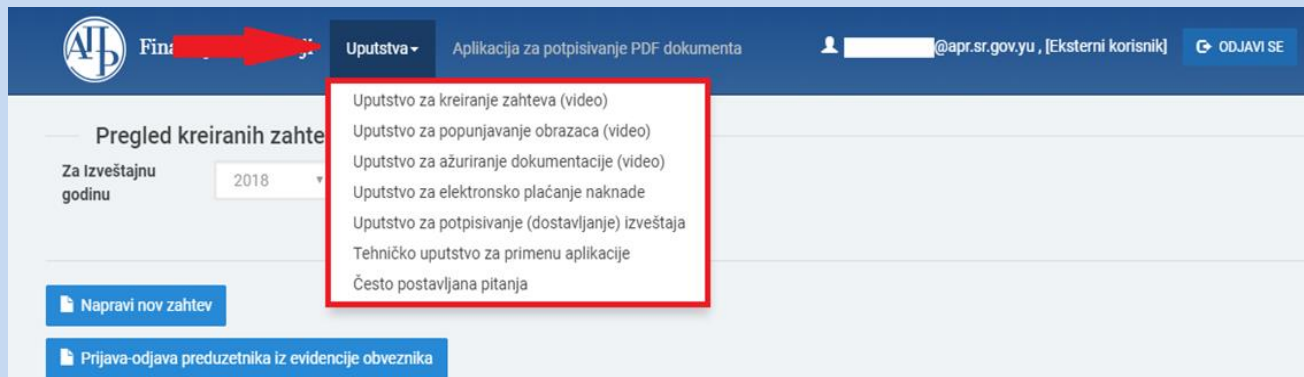 АПР
Uputstva
Aplikacija za potpisivanje PDF dokumenta
@apr.sr.gov.yu , [Eksterni korisnik]
ODJAVI SE
Uputstvo za kreiranje zahteva (video)
Uputstvo za popunjavanje obrazaca (video)
Uputstvo za ažuriranje dokumentacije (video)
Uputstvo za elektronsko plaćanje naknade
Uputstvo za potpisivanje (dostavljanje) izveštaja
Tehničko uputstvo za primenu aplikacije
Često postavljana pitanja
Pregled kreiranih
Za Izveštajnu
godinu
2018
Napravi nov zahtev
Prijava-odjava preduzetnika iz evidencije obveznika